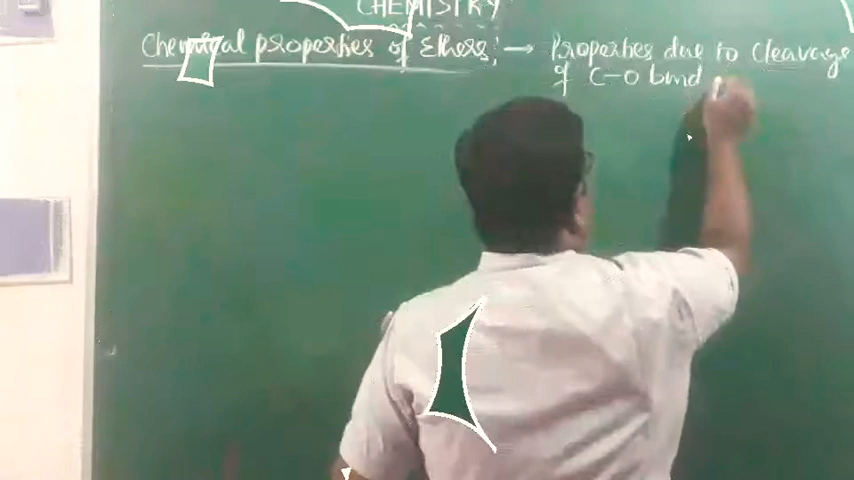 CHEMISTRY
Chemical properties of Ethers; → Properties due to cleavage
of C-O bond